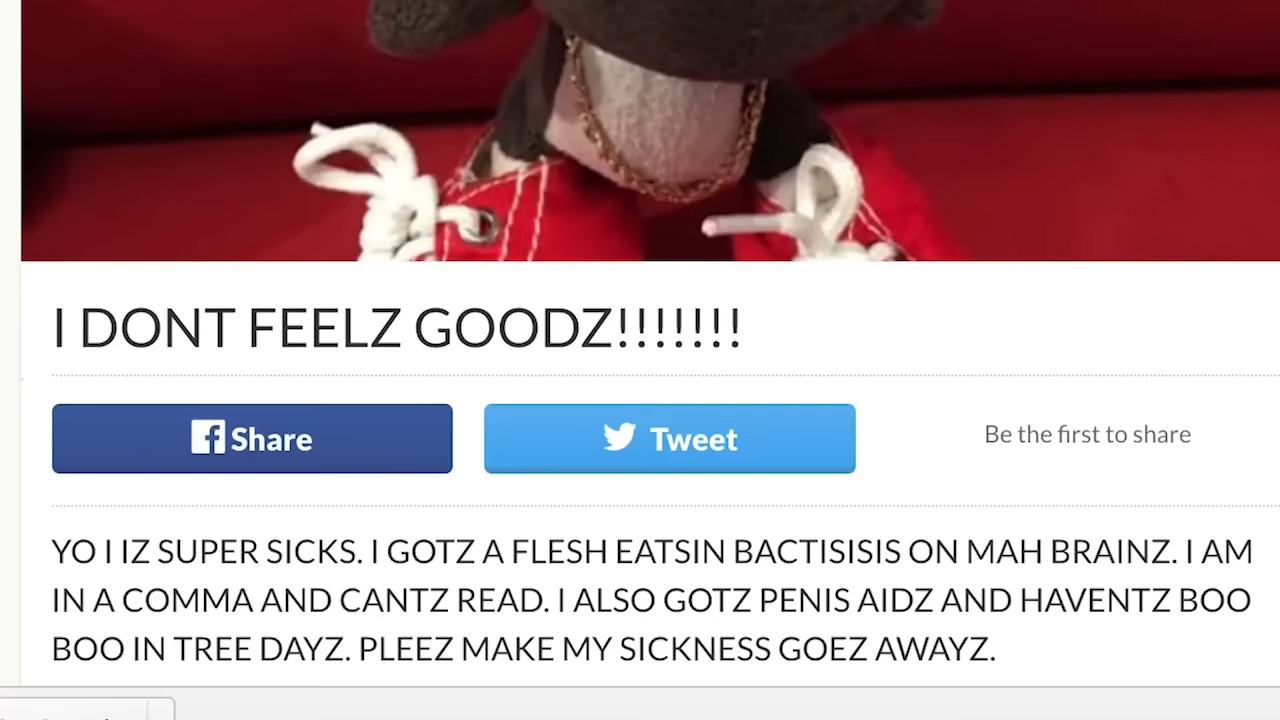 I DONT FEELZ GOODZ!!!!!!!
Share
Tweet
Be the first to share
YO I IZ SUPER SICKS. I GOTZ A FLESH EATSIN BACTISISIS ON MAH BRAINZ. I AM
IN A COMMA AND CANTZ READ. I ALSO GOTZ PENIS AIDZ AND HAVENTZ BOO
BOO IN TREE DAYZ. PLEEZ MAKE MY SICKNESS GOEZ AWAYZ.